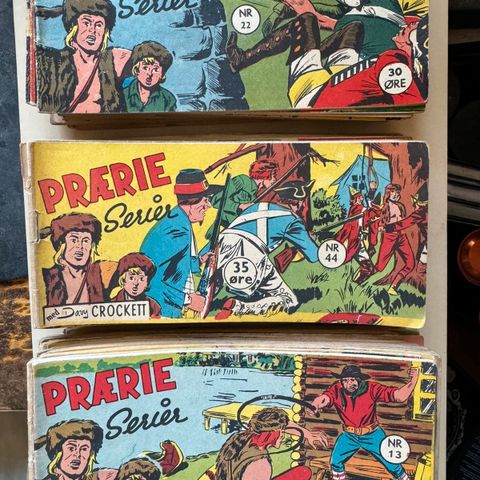 Serier
NR
22
30
ØRE
PRÆRIE
Serier
35
øre
NR
44
med Davy CROCKETT
PRÆRIE
Serier
NR
13